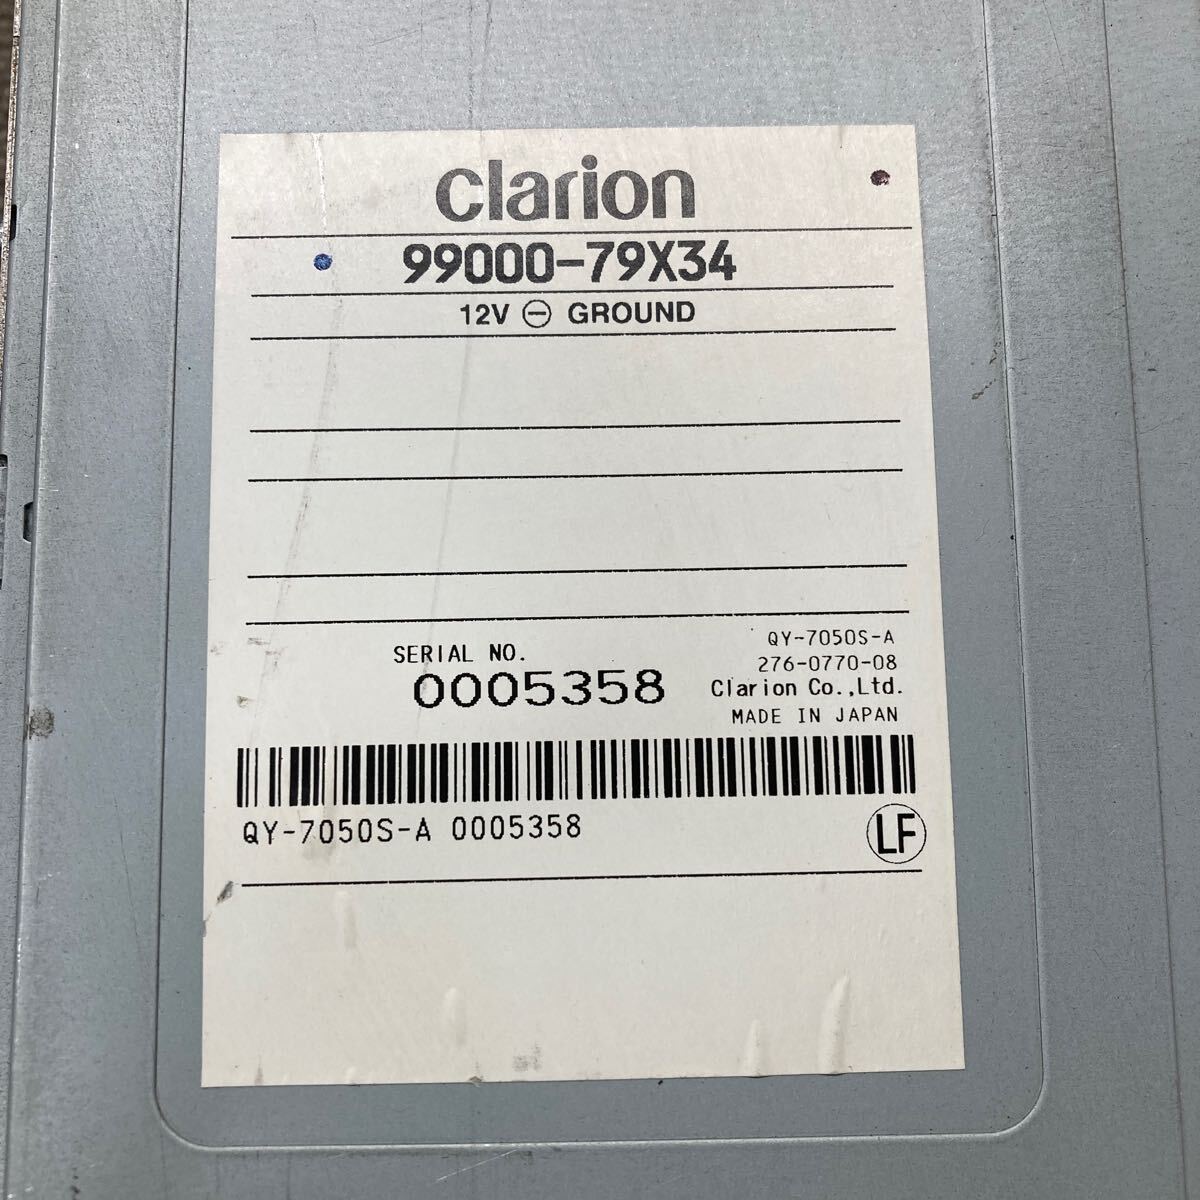 clarion
99000-79X34
12V ⊖ GROUND
QY-7050S-A
SERIAL NO.
276-0770-08
0005358
Clarion Co.,Ltd.
MADE IN JAPAN
QY-7050S-A 0005358
LF